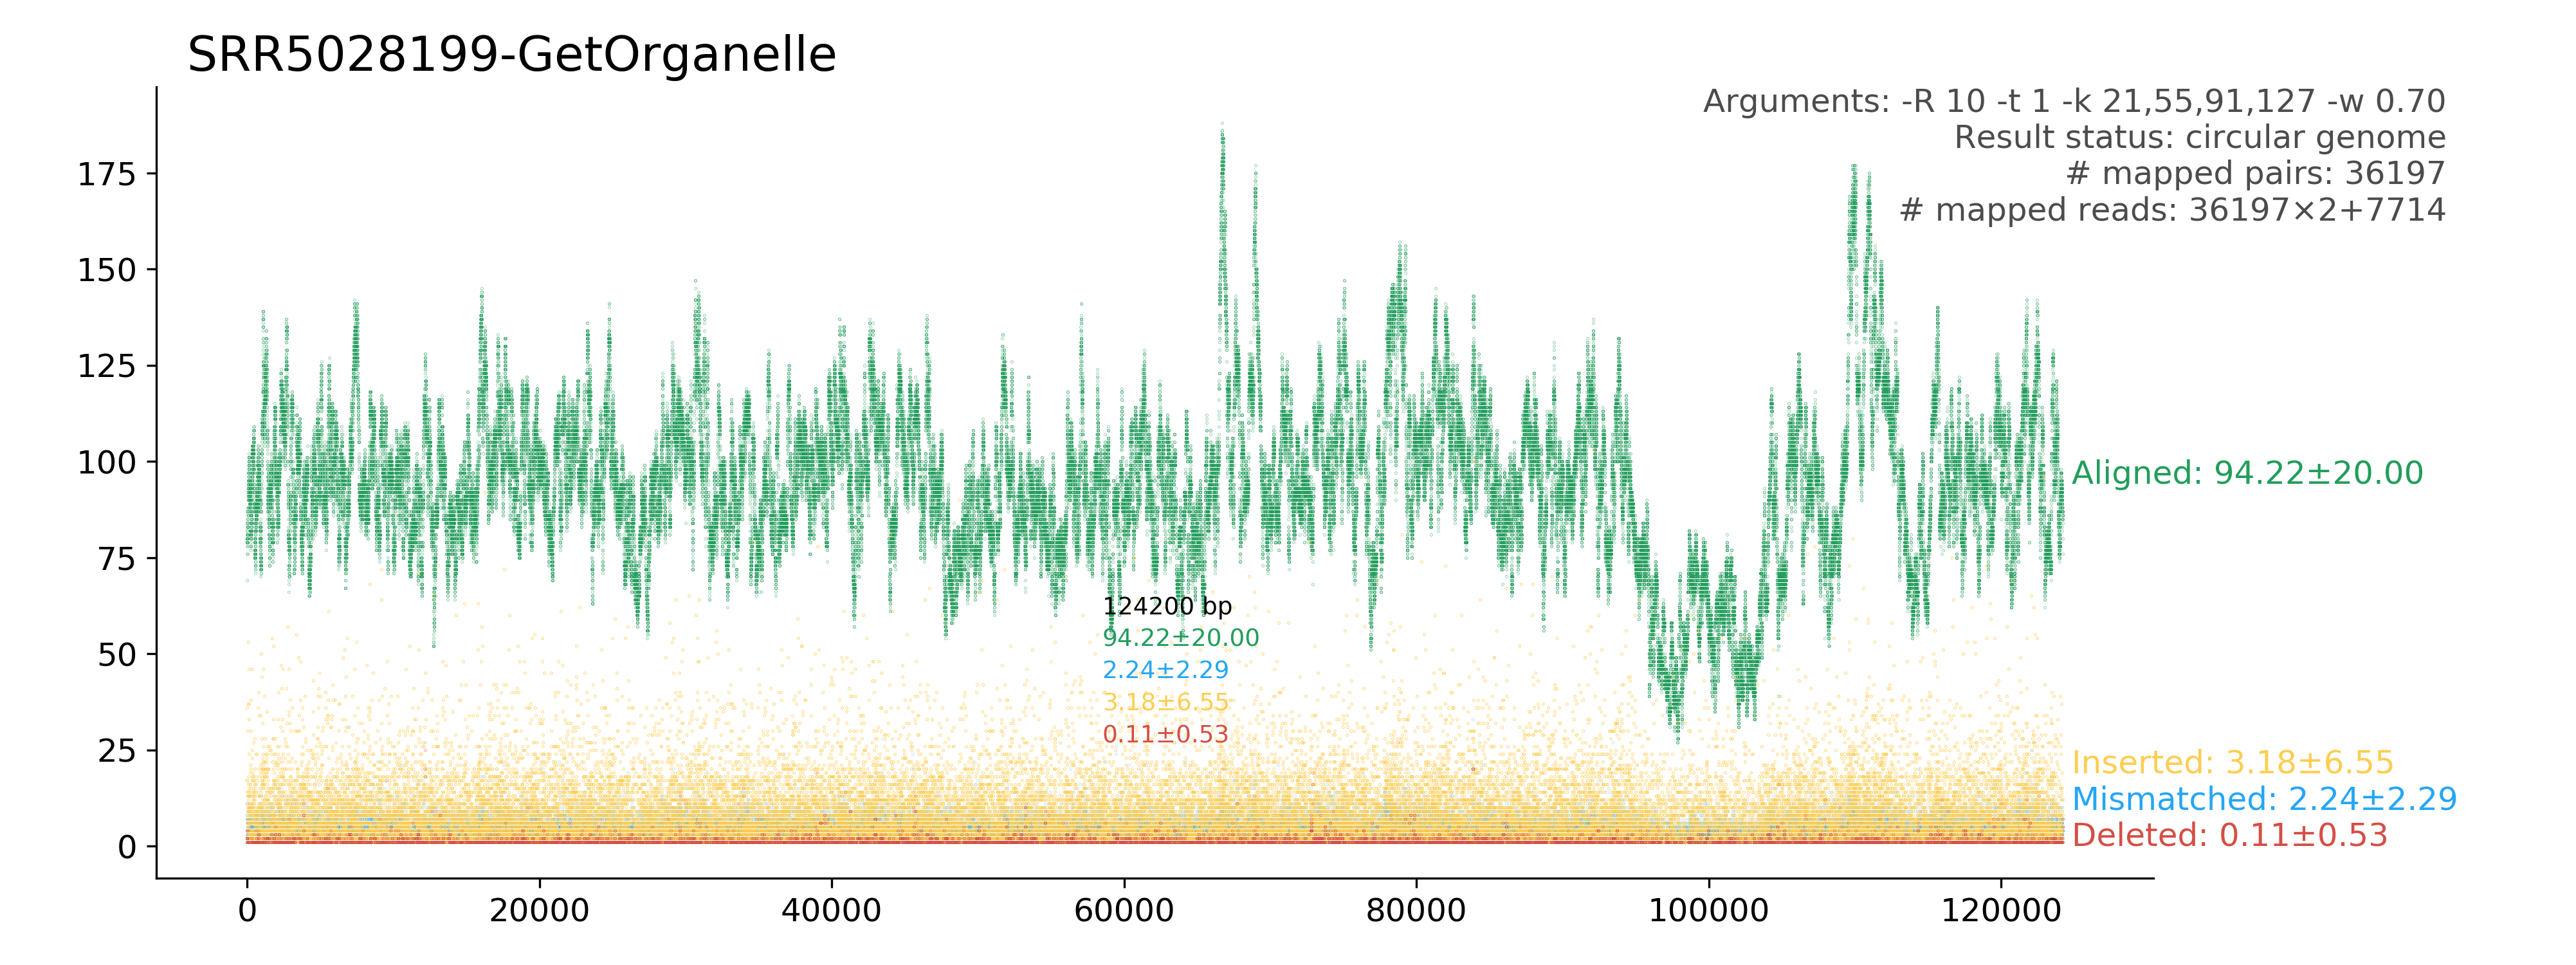 SRR5028199-GetOrganelle
Arguments: -R 10 -t 1 -k 21,55,91,127 -w 0.70
Result status: circular genome
# mapped pairs: 36197
# mapped reads: 36197×2+7714
175
150
125
100
75
50
25
0
124200 bp
94.22±20.00
2.24±2.29
3.18±6.55
0.11±0.53
Aligned: 94.22±20.00
Inserted: 3.18±6.55
Mismatched: 2.24±2.29
Deleted: 0.11±0.53
0 20000 40000 60000 80000 100000 120000